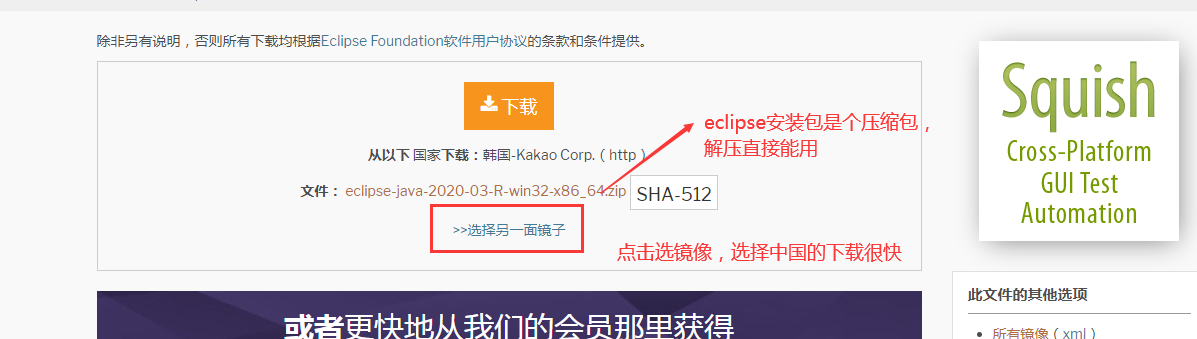 除非另有说明，否则所有下载均根据Eclipse Foundation软件用户协议的条款和条件提供。
下载
从以下 国家下载：韩国-Kakao Corp.（http）
文件： eclipse-java-2020-03-R-win32-x86_64.zip SHA-512
>>选择另一面镜子
eclipse安装包是个压缩包，
解压直接能用
点击选镜像，选择中国的下载很快
或者更快地从我们的会员那里获得
Squish
Cross-Platform
GUI Test
Automation
此文件的其他选项
所有镜像（xml）